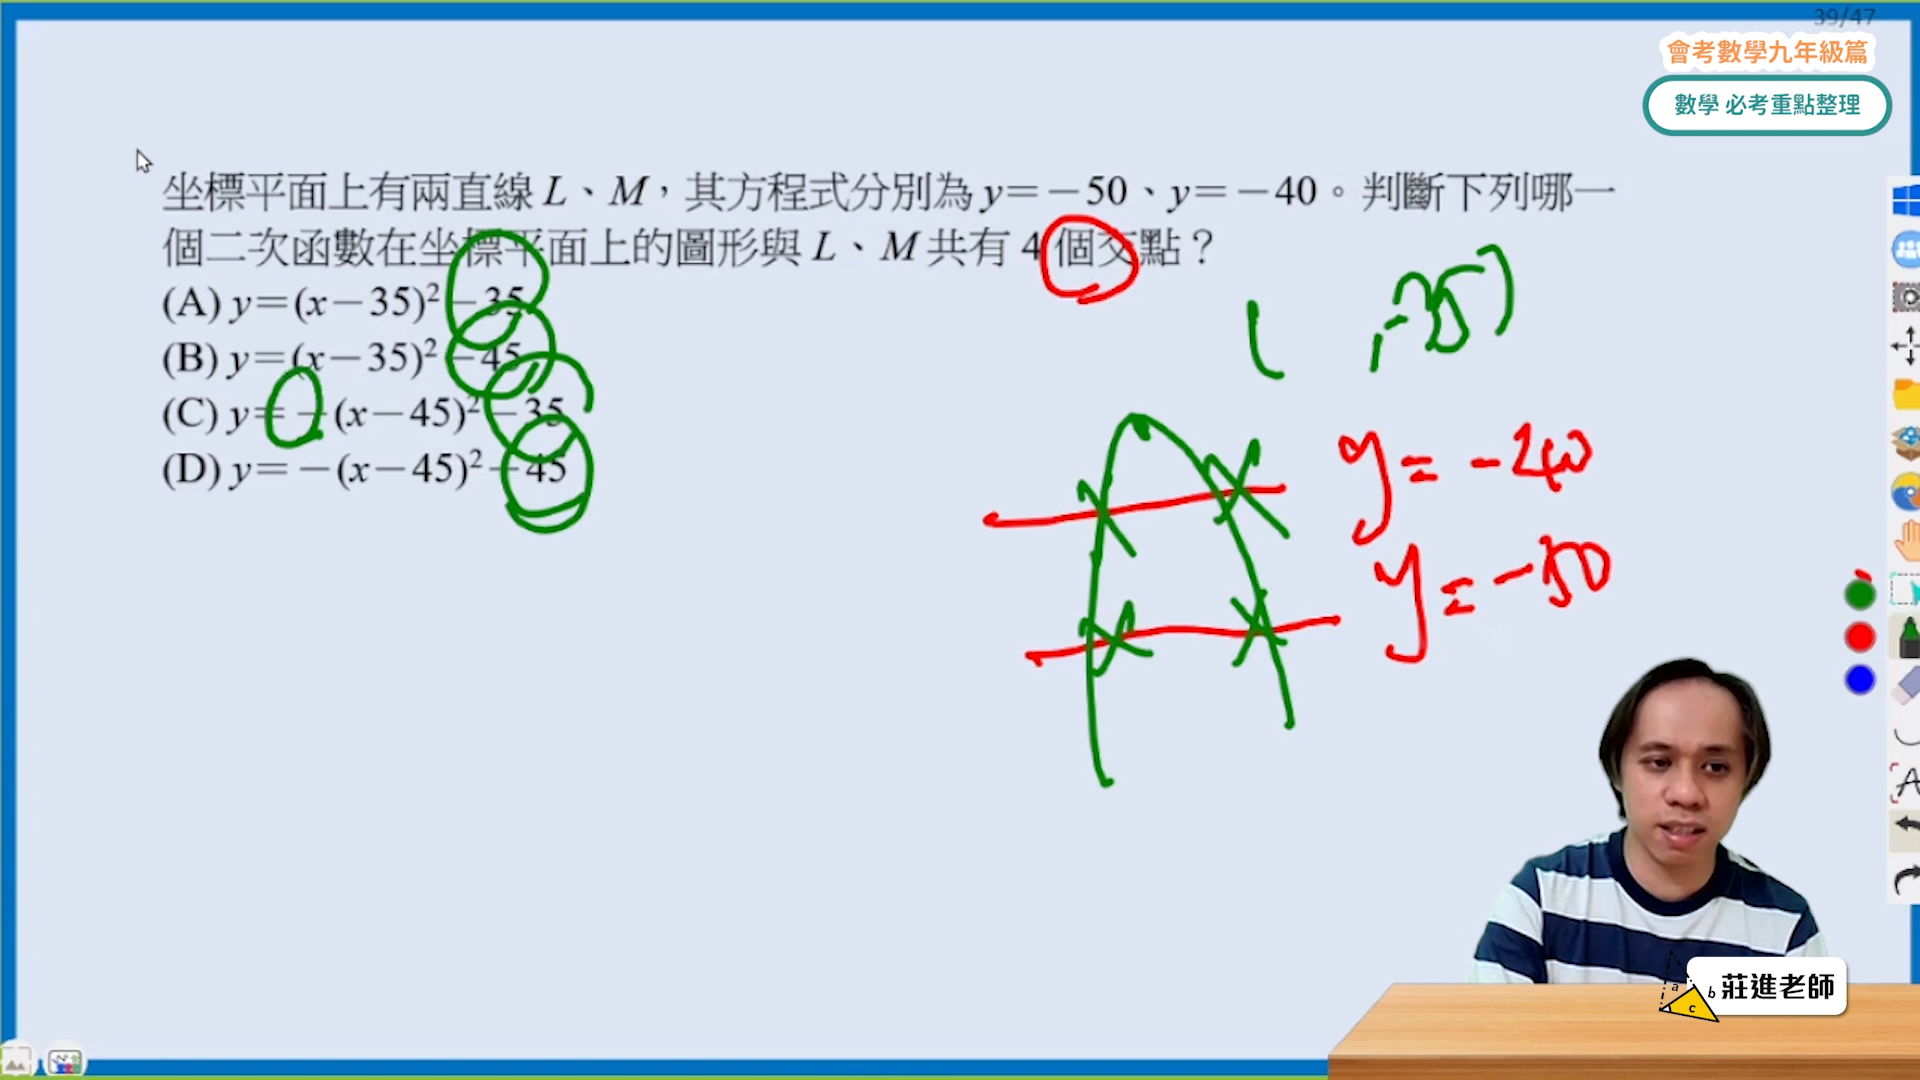 39/47
會考數學九年級篇
數學 必考重點整理
坐標平面上有兩直線 L、M，其方程式分別為 y＝－50、y＝－40。判斷下列哪一
個二次函數在坐標平面上的圖形與 L、M 共有 4 個交點？
(A) y＝(x－35)²－35
(B) y＝(x－35)²－45
(C) y＝－(x－45)²－35
(D) y＝－(x－45)²－45
( , -35)
y = -40
y = -50
莊進老師
a
b
c